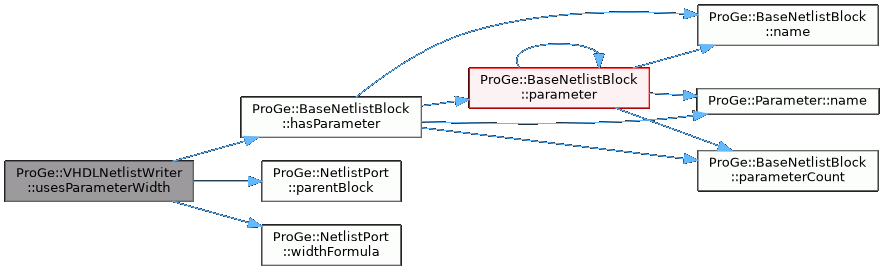 ProGe::VHDLNetlistWriter
::usesParameterWidth
ProGe::BaseNetlistBlock
::hasParameter
ProGe::NetlistPort
::parentBlock
ProGe::NetlistPort
::widthFormula
ProGe::BaseNetlistBlock
::parameter
ProGe::BaseNetlistBlock
::name
ProGe::Parameter::name
ProGe::BaseNetlistBlock
::parameterCount